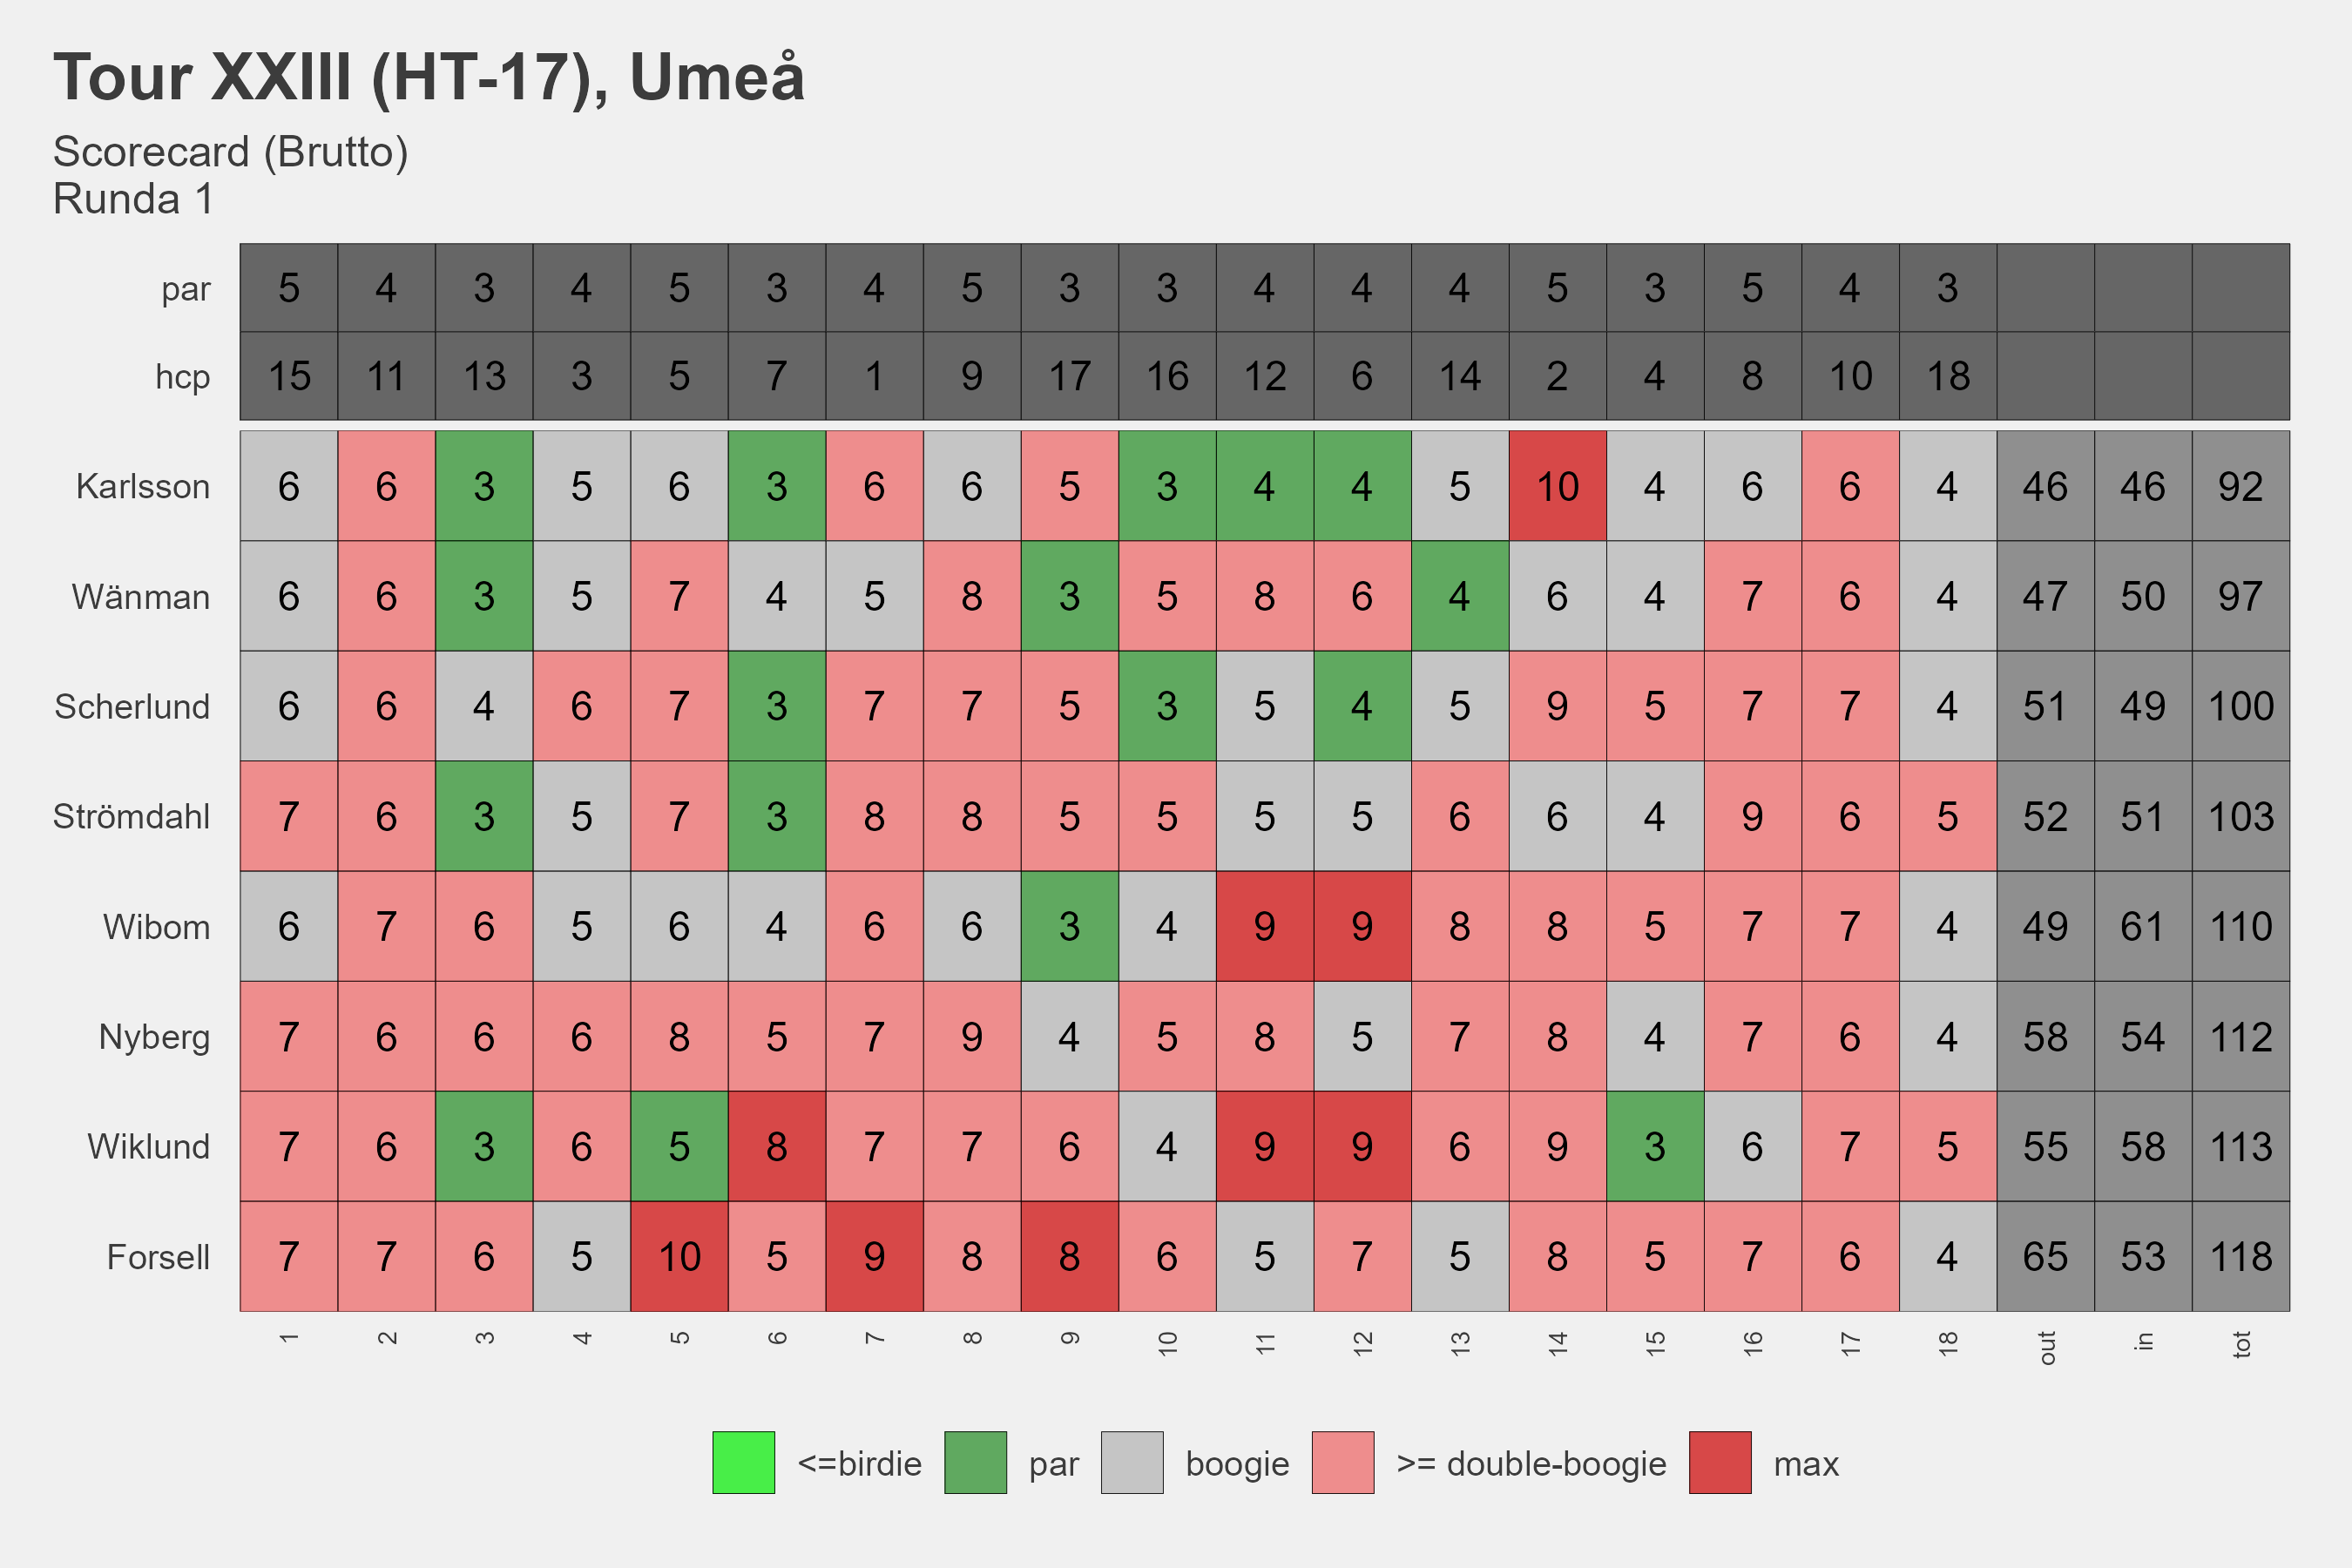 Tour XXIII (HT-17), Umeå
Scorecard (Brutto)
Runda 1
par 5 4 3 4 5 3 4 5 3 3 4 4 4 5 3 5 4 3
hcp 15 11 13 3 5 7 1 9 17 16 12 6 14 2 4 8 10 18
Karlsson 6 6 3 5 6 3 6 6 5 3 4 4 5 10 4 6 6 4 46 46 92
Wänman 6 6 3 5 7 4 5 8 3 5 8 6 4 6 4 7 6 4 47 50 97
Scherlund 6 6 4 6 7 3 7 7 5 3 5 4 5 9 5 7 7 4 51 49 100
Strömdahl 7 6 3 5 7 3 8 8 5 5 5 5 6 6 4 9 6 5 52 51 103
Wibom 6 7 6 5 6 4 6 6 3 4 9 9 8 8 5 7 7 4 49 61 110
Nyberg 7 6 6 6 8 5 7 9 4 5 8 5 7 8 4 7 6 4 58 54 112
Wiklund 7 6 3 6 5 8 7 7 6 4 9 9 6 9 3 6 7 5 55 58 113
Forsell 7 7 6 5 10 5 9 8 8 6 5 7 5 8 5 7 6 4 65 53 118
1 2 3 4 5 6 7 8 9 10 11 12 13 14 15 16 17 18 out in tot
<=birdie par boogie >= double-boogie max